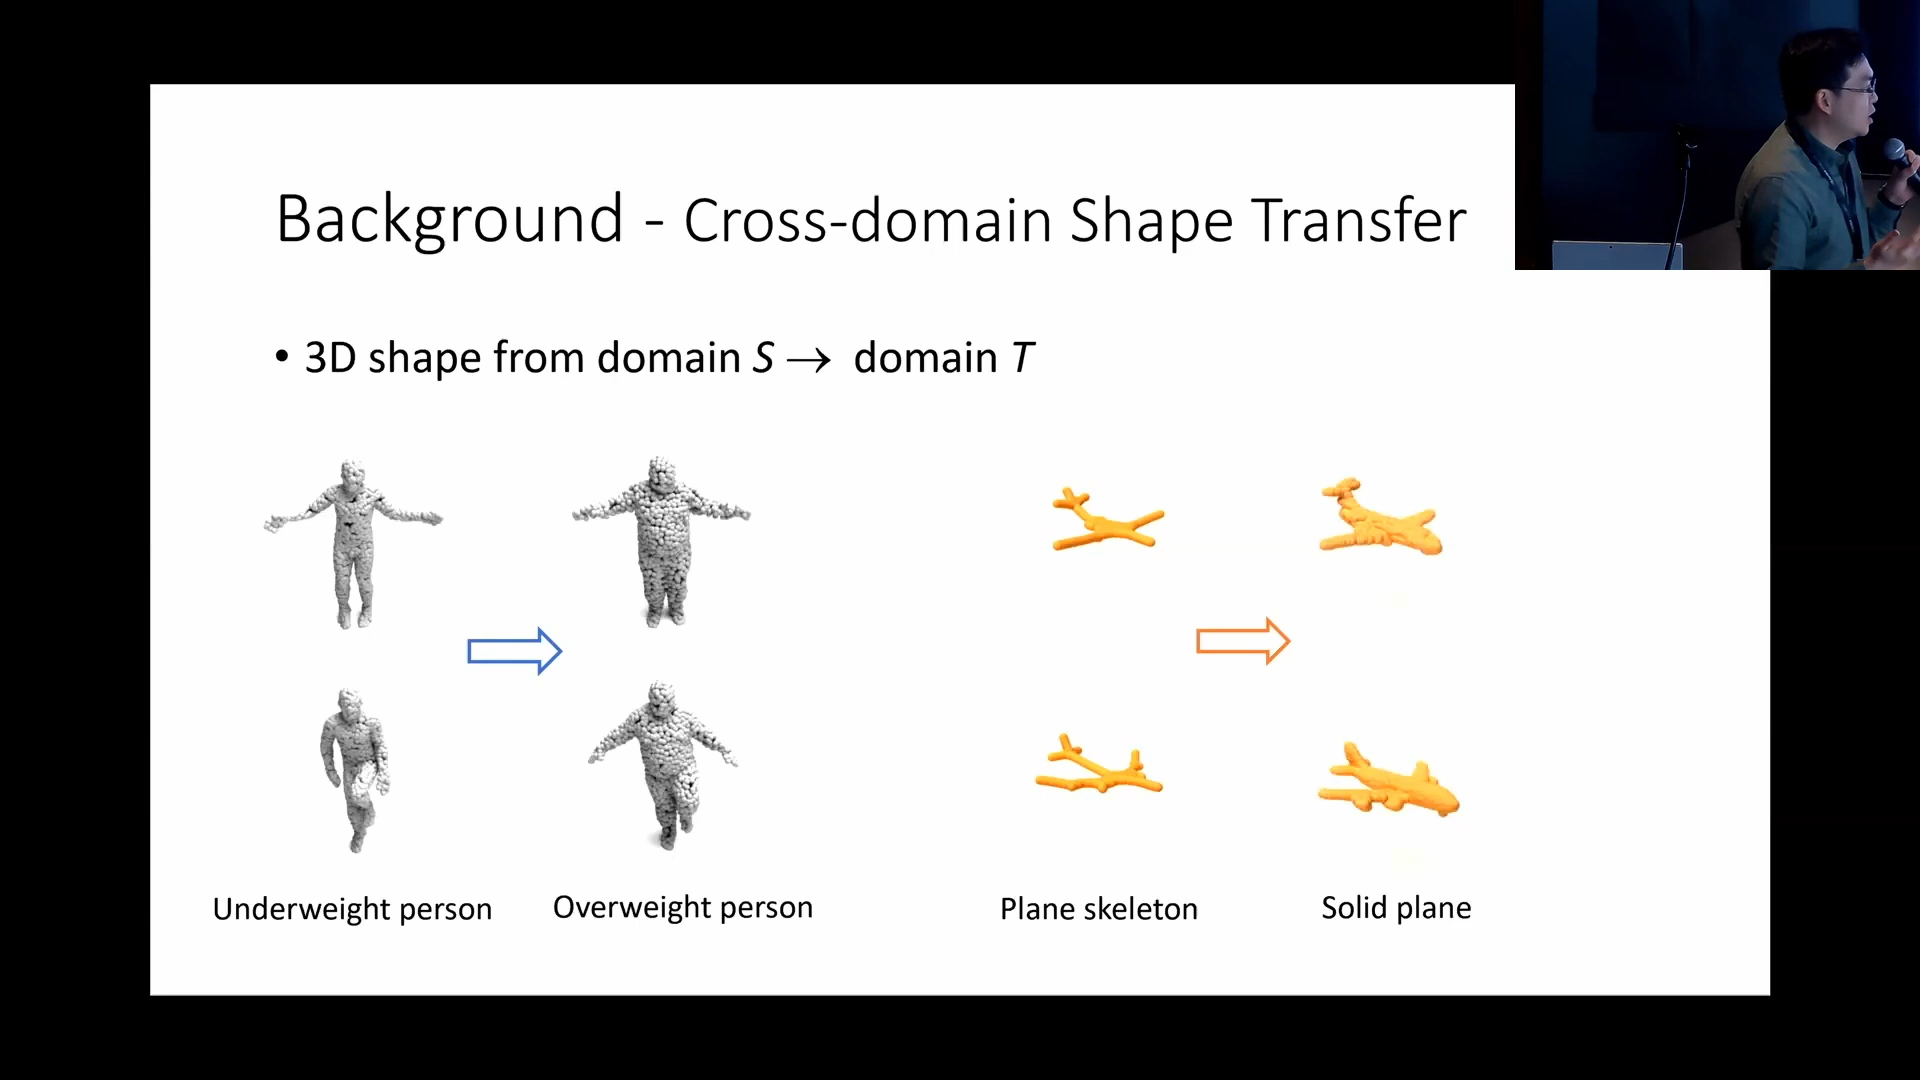 Background - Cross-domain Shape Transfer
• 3D shape from domain S → domain T
Underweight person
Overweight person
Plane skeleton
Solid plane